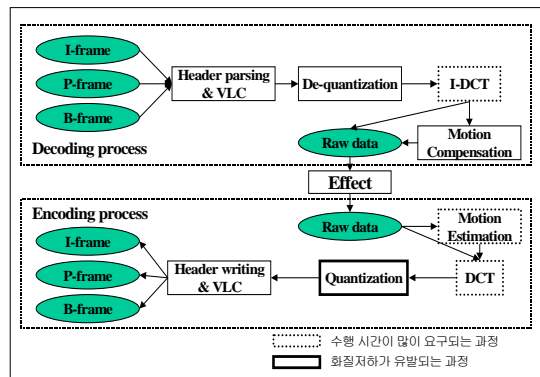 I-frame
P-frame
B-frame
Header parsing
& VLC
De-quantization
I-DCT
Motion
Compensation
Raw data
Decoding process
Effect
Encoding process
Raw data
Motion
Estimation
DCT
Quantization
Header writing
& VLC
I-frame
P-frame
B-frame
수행 시간이 많이 요구되는 과정
화질저하가 유발되는 과정